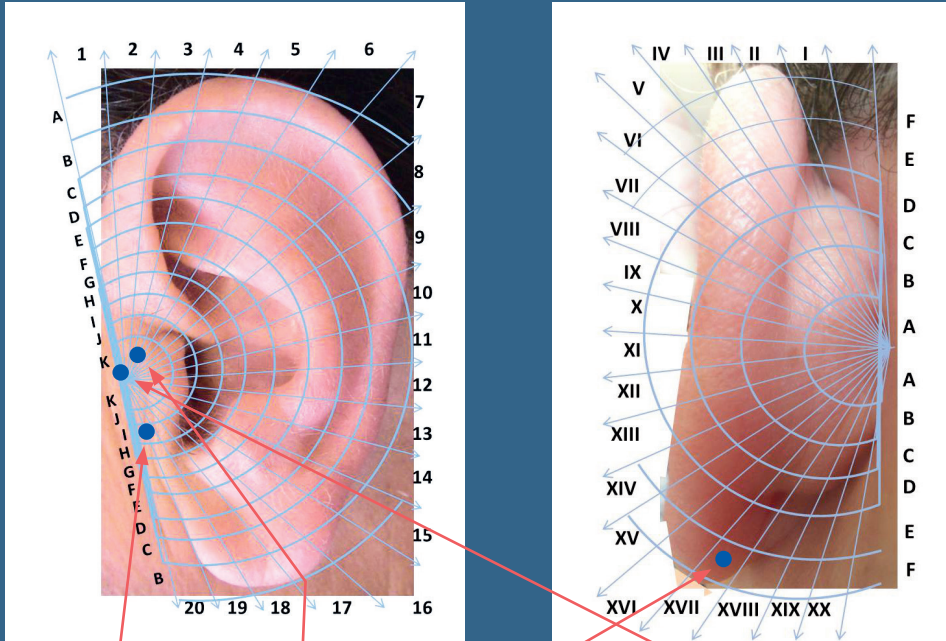 1 2 3 4 5 6
7
8
9
10
11
12
13
14
15
16
A
B
C
D
E
F
G
H
I
J
K
K
J
I
H
G
F
E
D
C
B
20 19 18 17
IV III II I
V
VI
VII
VIII
IX
X
XI
XII
XIII
XIV
XV
XVI XVII XVIII XIX XX
F
E
D
C
B
A
A
B
C
D
E
F